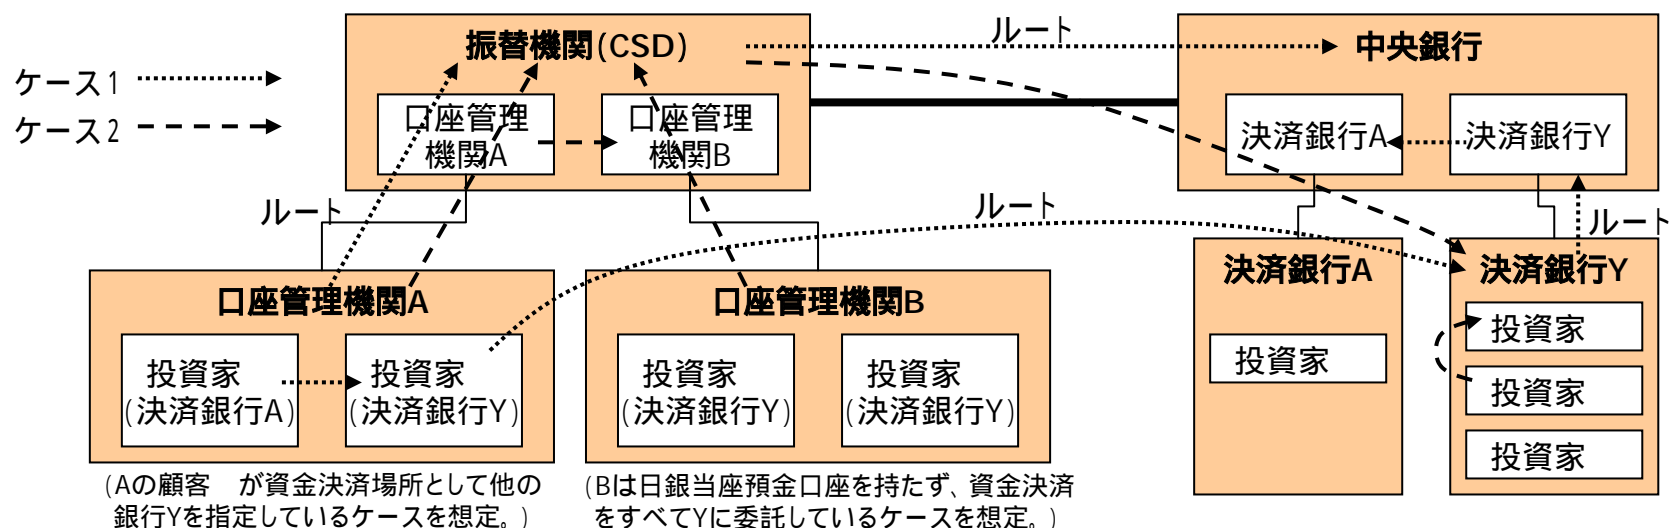 ルート
振替機関(CSD)
中央銀行
ケース1
ケース2
口座管理
機関A
口座管理
機関B
決済銀行A
決済銀行Y
ルート
ルート
ルート
口座管理機関A
口座管理機関B
決済銀行A
決済銀行Y
投資家
(決済銀行A)
投資家
(決済銀行Y)
投資家
(決済銀行Y)
投資家
(決済銀行Y)
投資家
投資家
投資家
投資家
(Aの顧客 が資金決済場所として他の
銀行Yを指定しているケースを想定。)
(Bは日銀当座預金口座を持たず、資金決済
をすべてYに委託しているケースを想定。)